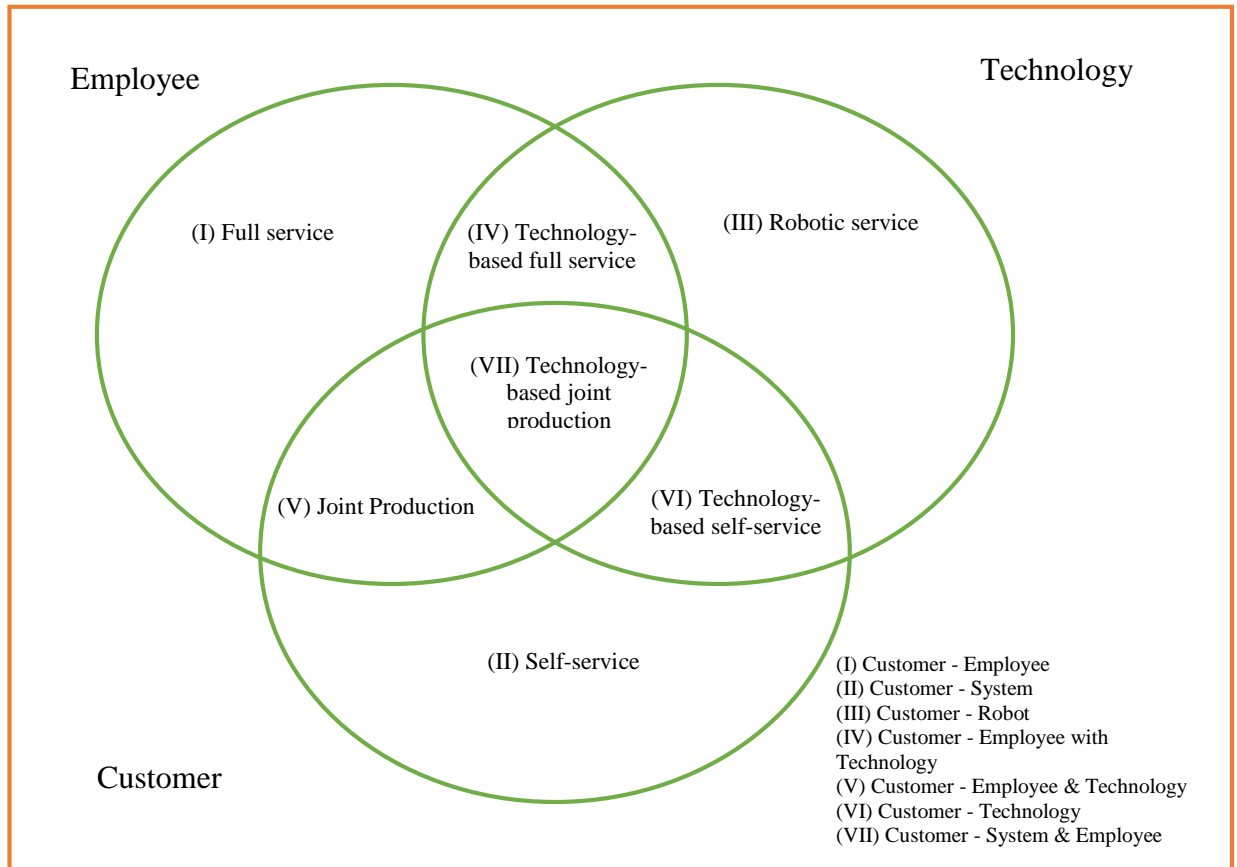 Employee
Technology
(I) Full service
(IV) Technology-
based full service
(III) Robotic service
(VII) Technology-
based joint
production
(V) Joint Production
(VI) Technology-
based self-service
(II) Self-service
Customer
(I) Customer - Employee
(II) Customer - System
(III) Customer - Robot
(IV) Customer - Employee with
Technology
(V) Customer - Employee & Technology
(VI) Customer - Technology
(VII) Customer - System & Employee